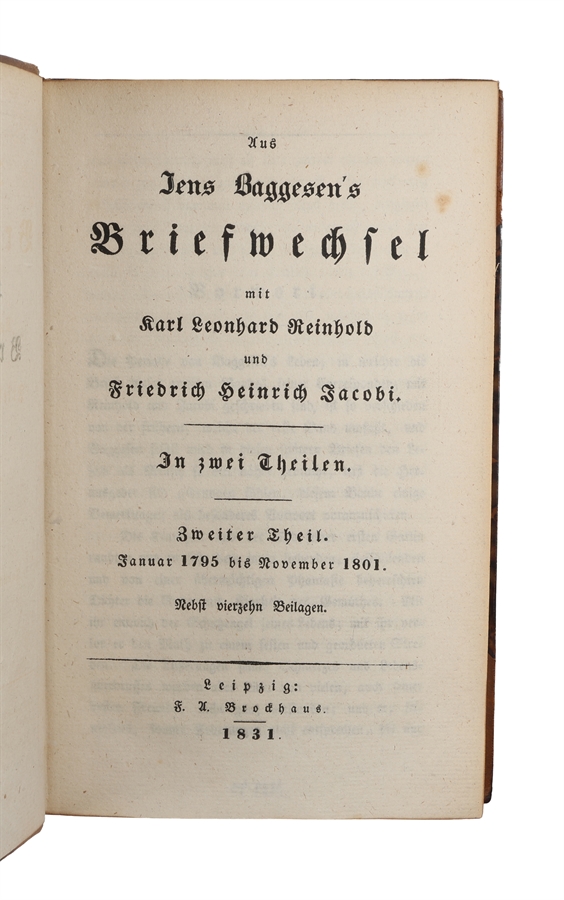 Aus
Jens Baggesen's
Briefwechsel
mit
Karl Leonhard Reinhold
und
Friedrich Heinrich Jacobi.
In zwei Theilen.
Zweiter Theil.
Januar 1795 bis November 1801.
Nebst vierzehn Beilagen.
Leipzig:
F. A. Brockhaus.
1831.